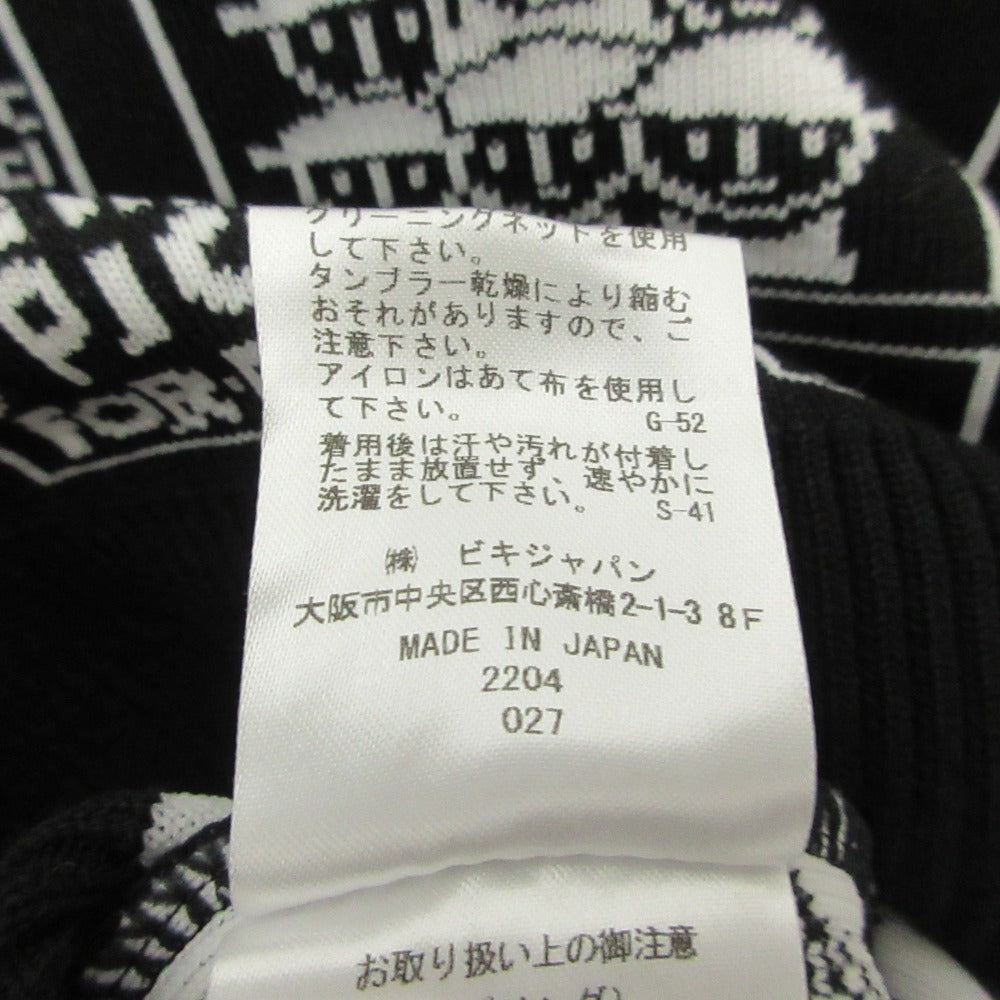 クリーニングネットを使用
して下さい。
タンブラー乾燥により縮む
おそれがありますので、ご
注意下さい。
アイロンはあて布を使用し
て下さい。 G-52
着用後は汗や汚れが付着し
たまま放置せず、速やかに
洗濯をして下さい。 S-41
㈱ ビキジャパン
大阪市中央区西心斎橋2-1-3 8F
MADE IN JAPAN
2204
027
お取り扱い上の御注意